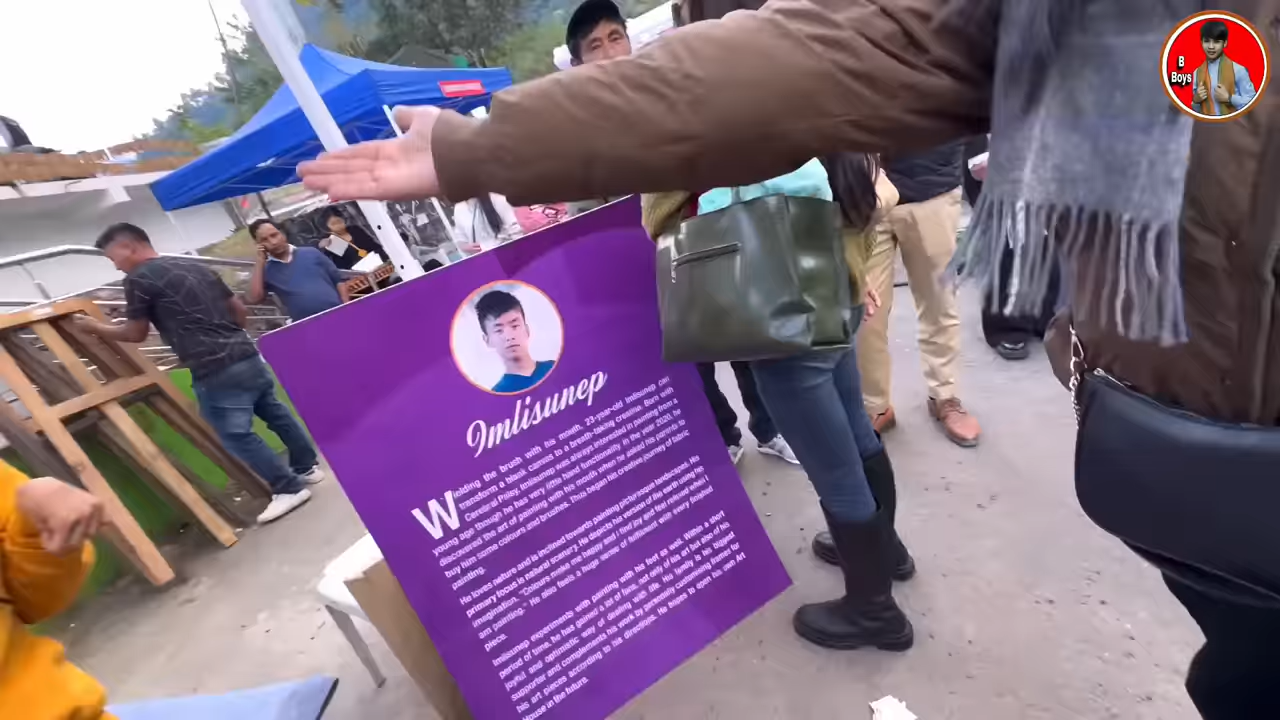 B
Boys
Imlisunep
Wielding the brush with his mouth, 23-year-old Imlisunep can
transform a blank canvas to a breath-taking creative. Born with
Cerebral Palsy, Imlisunep was always interested in painting from a
young age though he has very little hand functionality. In the year 2020, he
discovered the art of painting with his mouth when he asked his parents to
buy him some colours and brushes. Thus began his creative journey of fabric
painting.
He loves nature and is inclined towards painting picturesque landscapes. His
primary focus is natural scenery. He depicts his version of the earth using his
imagination. "Colours make me happy and I find joy and feel relieved when I
am painting." He also feels a huge sense of fulfilment with every finished
piece.
Imlisunep experiments with painting with his feet as well. Within a short
period of time, he has gained a lot of fans, not only of his art but also of his
joyful and optimistic way of dealing with life. His family is his biggest
supporter and complements his work by personally customising frames for
his art pieces according to his directions. He hopes to open his own Art
House in the future.